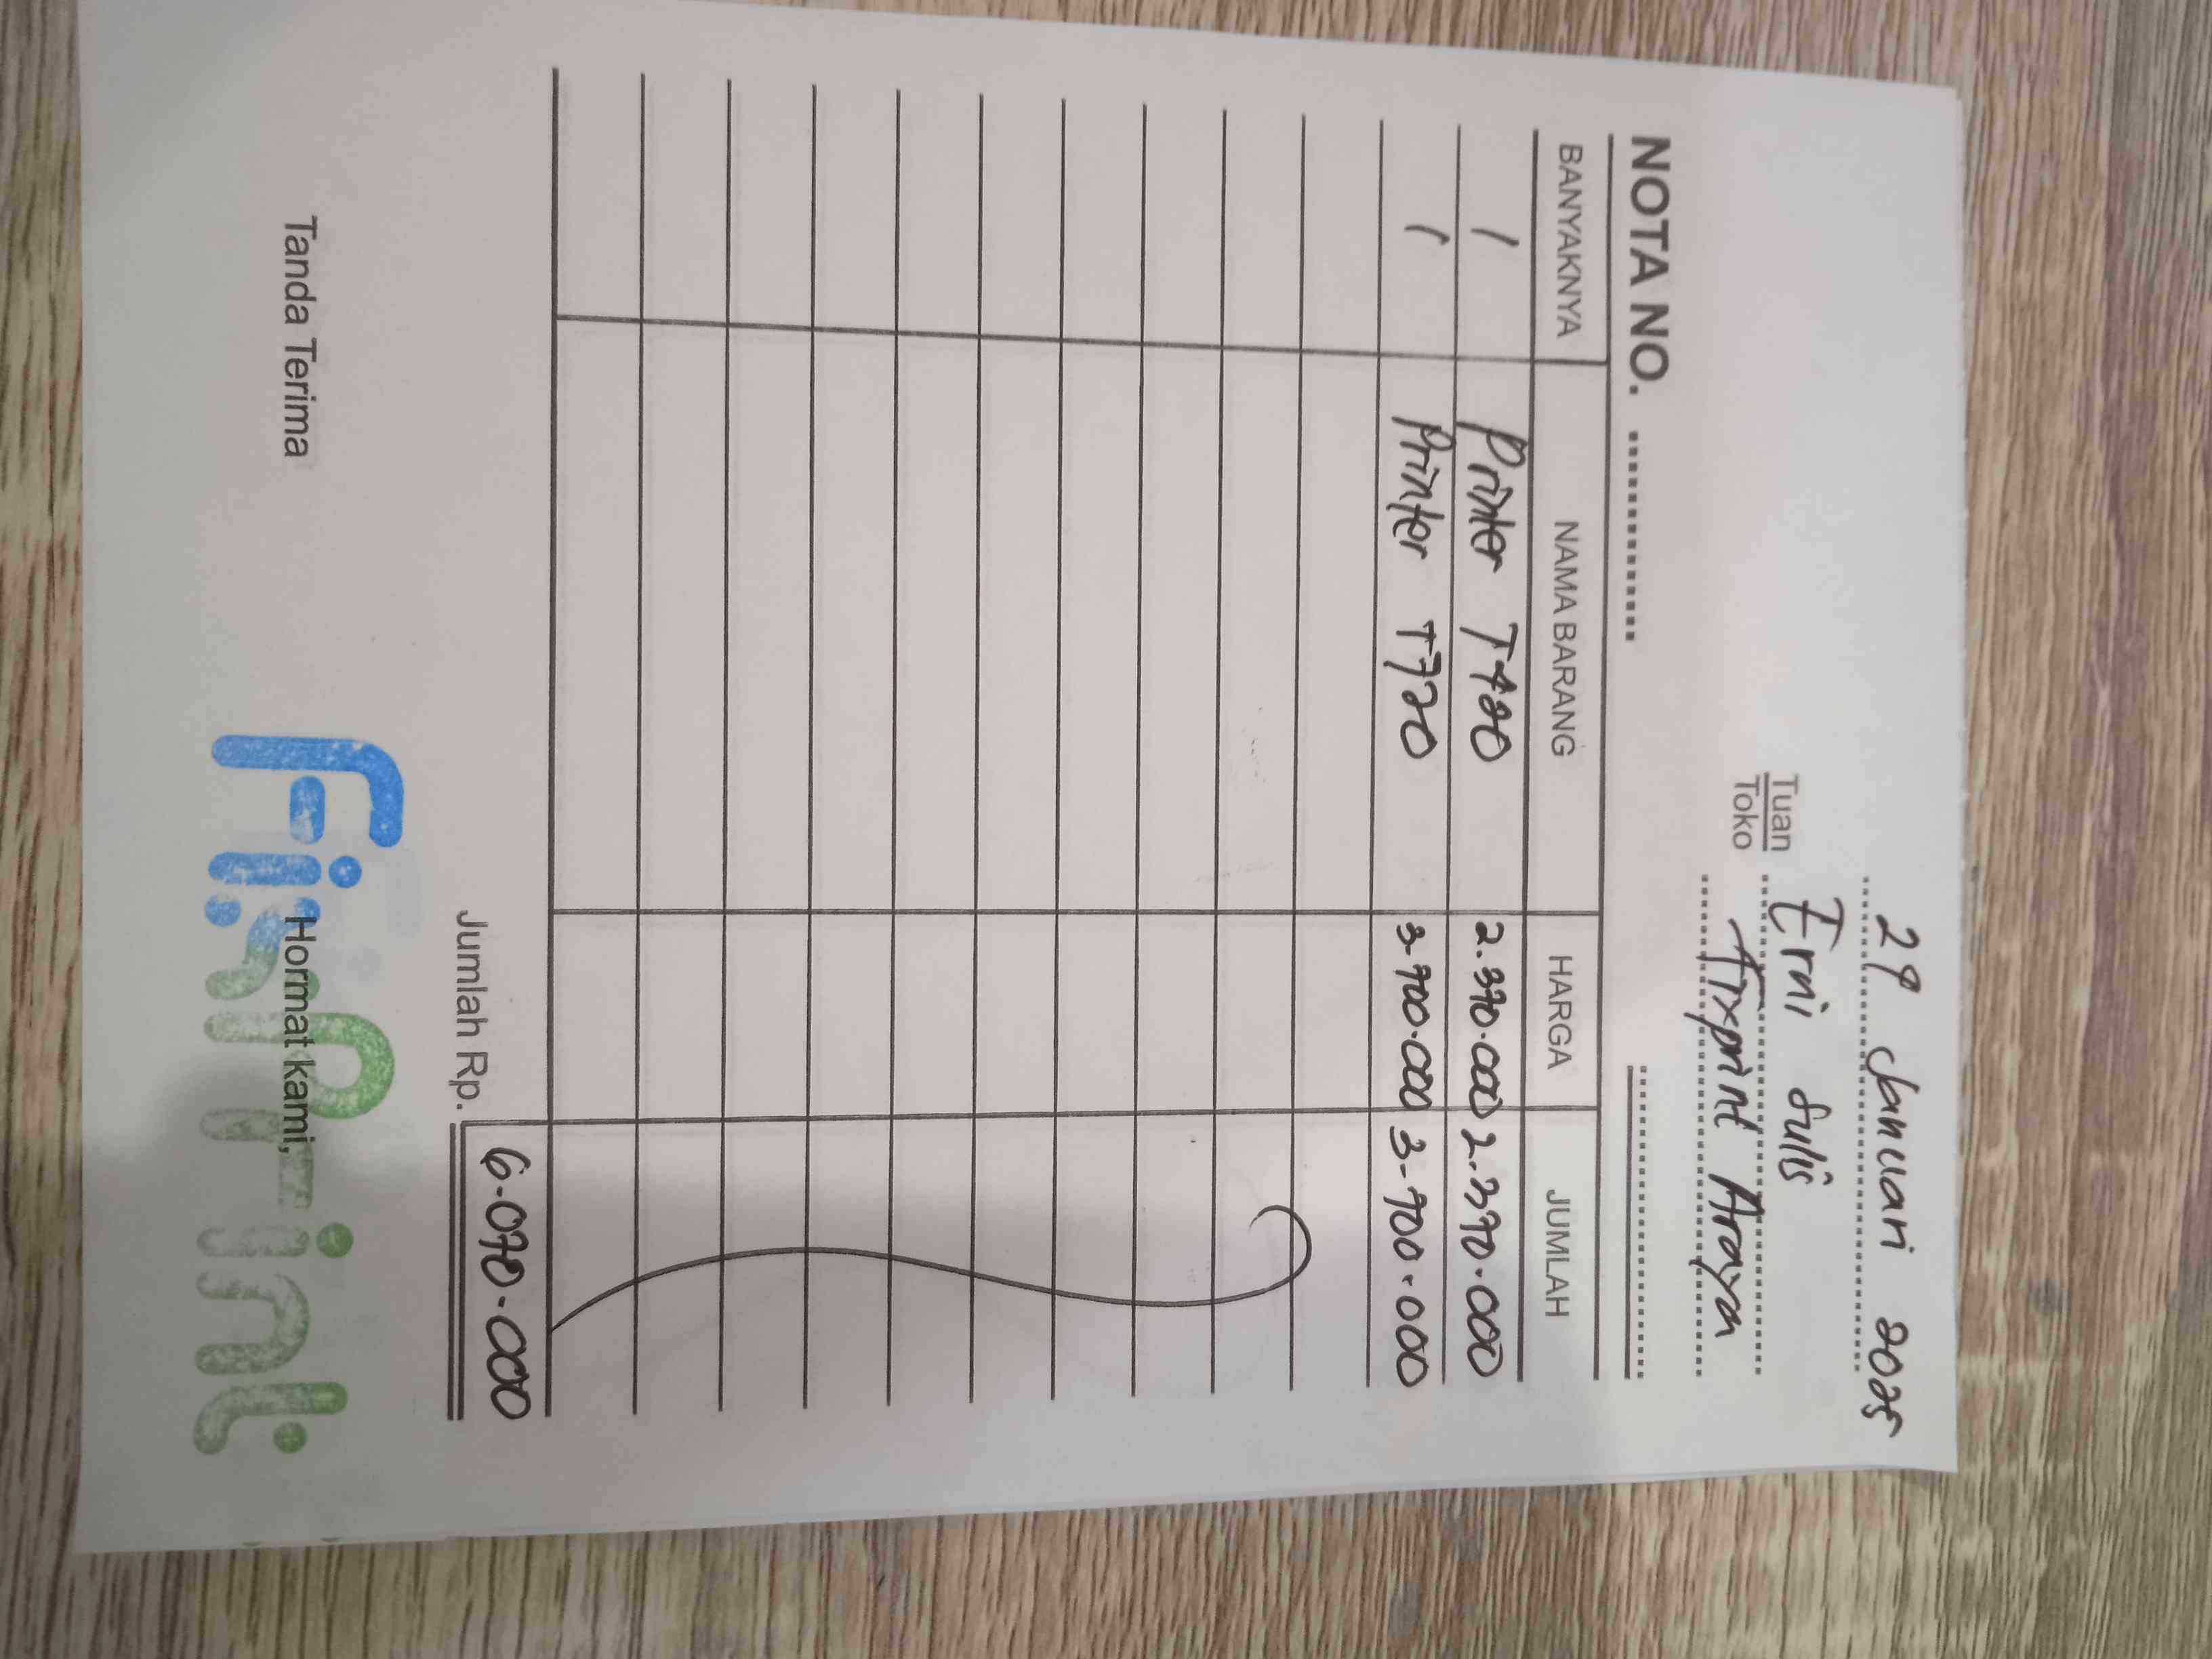 29 Januari 2025
Tuan Erni Sulis
Toko Fixprint Araya
NOTA NO. ..............
BANYAKNYA NAMA BARANG HARGA JUMLAH
1 Printer T420 2.370.000 2.370.000
1 Printer T720 3.700.000 3.700.000
Jumlah Rp. 6.070.000
Tanda Terima Hormat kami,
FixPrint